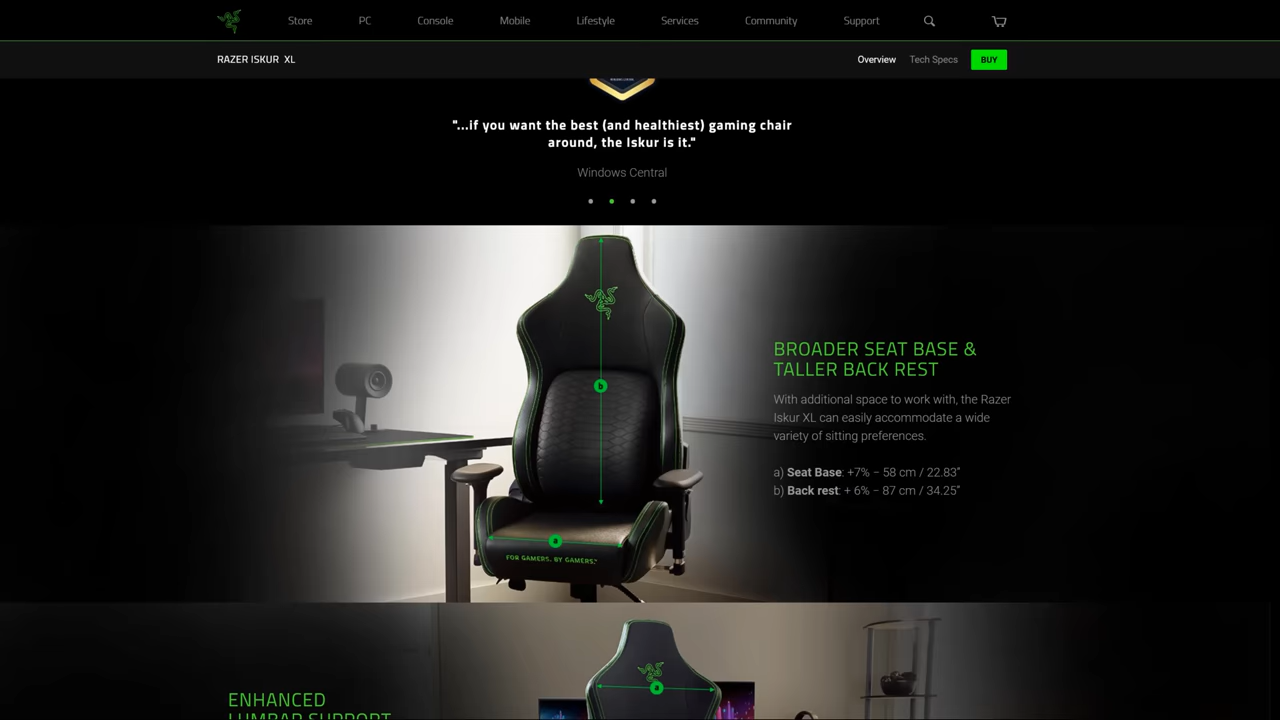 Store PC Console Mobile Lifestyle Services Community Support
RAZER ISKUR XL
Overview Tech Specs BUY
"...if you want the best (and healthiest) gaming chair
around, the Iskur is it."
Windows Central
b
BROADER SEAT BASE &
TALLER BACK REST
With additional space to work with, the Razer
Iskur XL can easily accommodate a wide
variety of sitting preferences.
a) Seat Base: +7% – 58 cm / 22.83"
b) Back rest: + 6% – 87 cm / 34.25"
a
FOR GAMERS. BY GAMERS.™
a
ENHANCED
LUMBAR SUPPORT